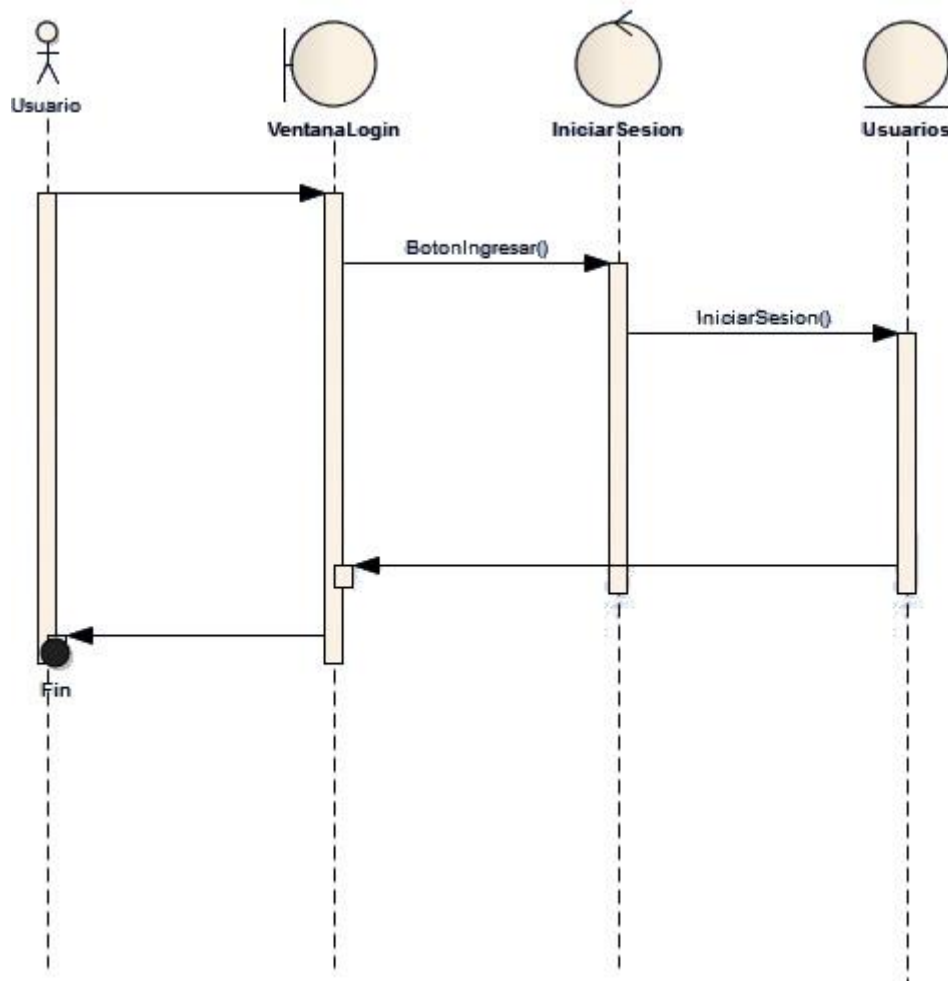 Usuario
VentanaLogin
IniciarSesion
Usuarios
BotonIngresar()
IniciarSesion()
Fin